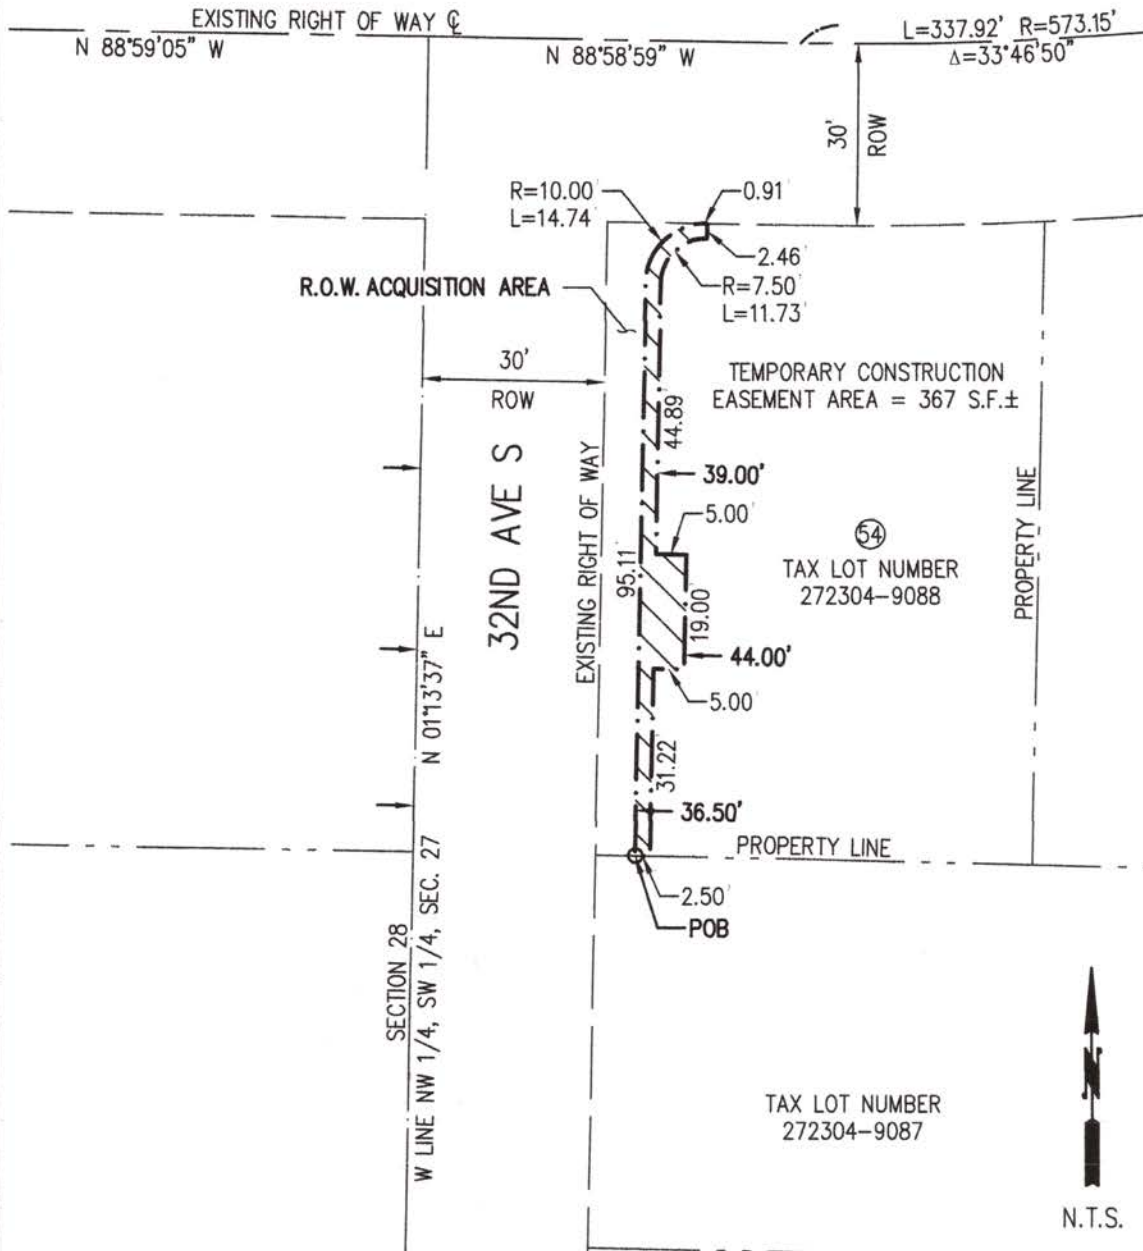 EXISTING RIGHT OF WAY ℄
N 88°59'05" W
N 88°58'59" W
L=337.92' R=573.15'
Δ=33°46'50"
30'
ROW
R=10.00'
L=14.74'
0.91'
2.46'
R=7.50'
L=11.73'
R.O.W. ACQUISITION AREA
30'
ROW
TEMPORARY CONSTRUCTION
EASEMENT AREA = 367 S.F.±
44.89'
39.00'
5.00'
32ND AVE S
EXISTING RIGHT OF WAY
95.11'
19.00'
54
TAX LOT NUMBER
272304-9088
PROPERTY LINE
44.00'
5.00'
N 01°13'37" E
31.22'
36.50'
PROPERTY LINE
2.50'
POB
SECTION 28
W LINE NW 1/4, SW 1/4, SEC. 27
TAX LOT NUMBER
272304-9087
N
N.T.S.